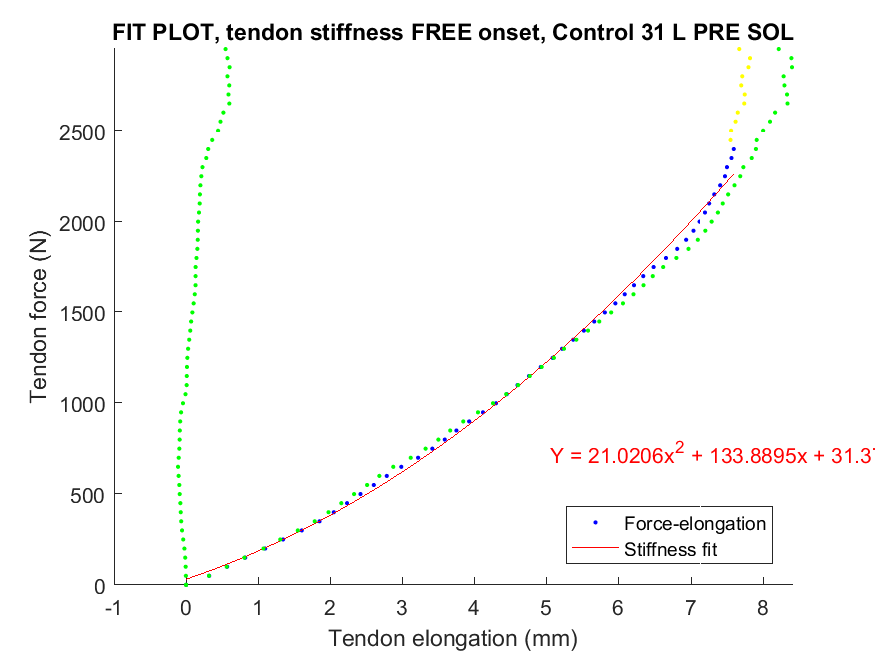 FIT PLOT, tendon stiffness FREE onset, Control 31 L PRE SOL
Tendon force (N)
2500
2000
1500
1000
500
0
Y = 21.0206x² + 133.8895x + 31.37
Force-elongation
Stiffness fit
-1 0 1 2 3 4 5 6 7 8
Tendon elongation (mm)